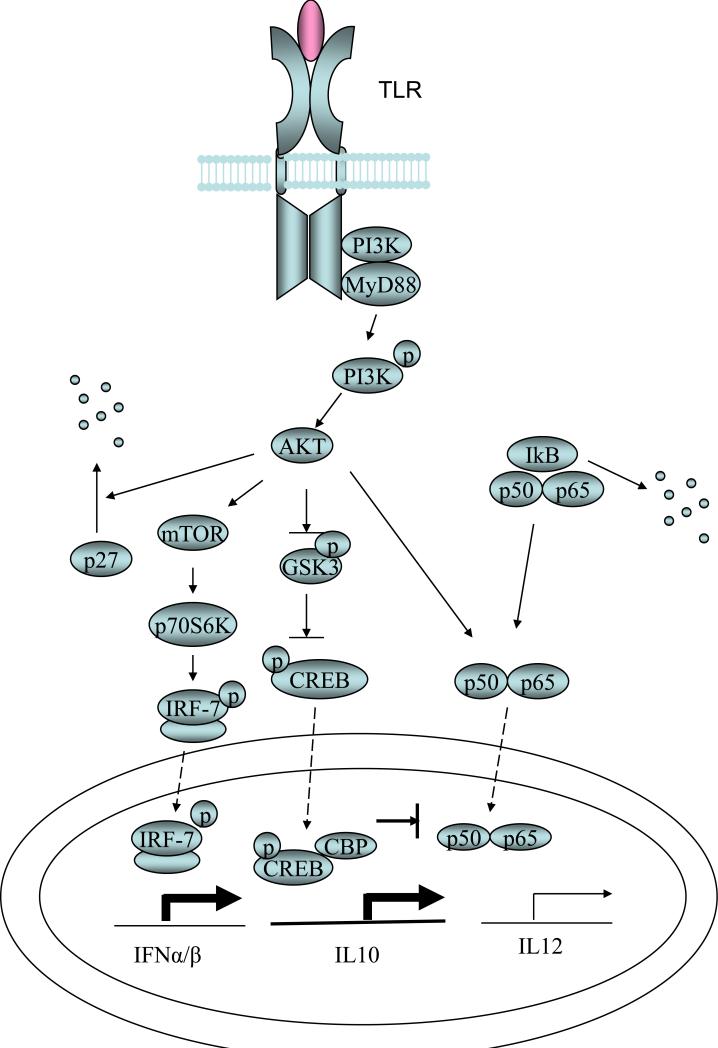 TLR
PI3K
MyD88
p
PI3K
AKT
IkB
p50 p65
mTOR
p
p27
GSK3
p70S6K
p
CREB
p50 p65
p
IRF-7
p
IRF-7
p
CBP
CREB
p50 p65
IFNα/β
IL10
IL12